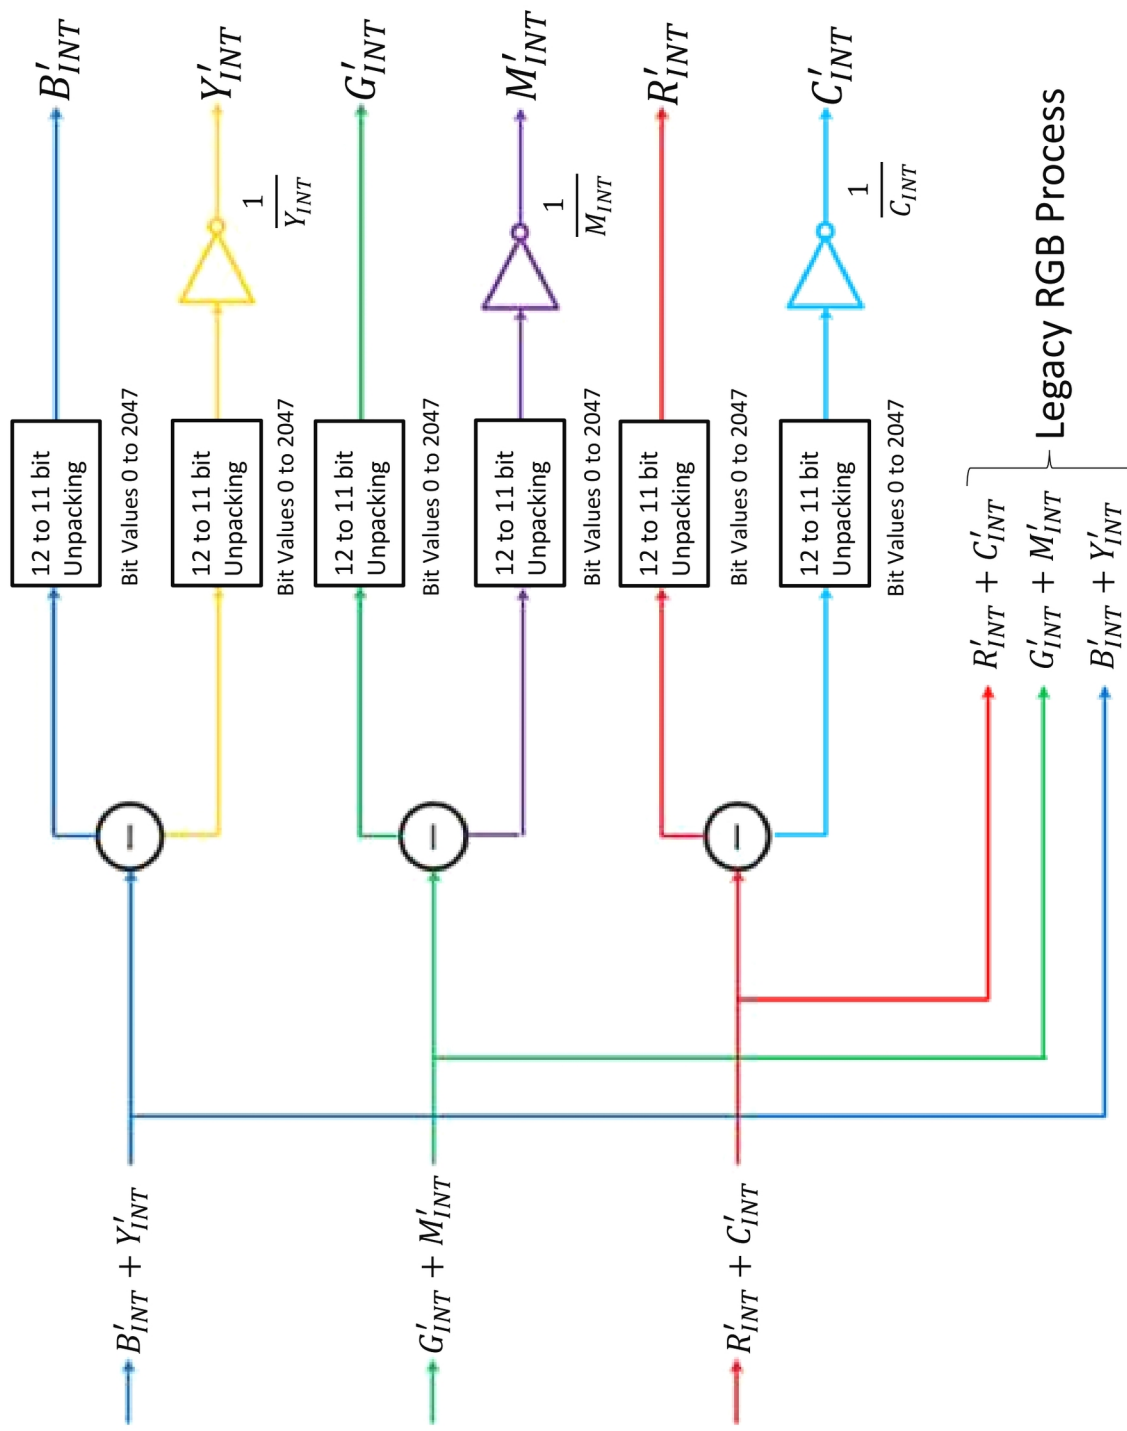 B′INT + Y′INT
G′INT + M′INT
R′INT + C′INT
−
−
−
12 to 11 bit
Unpacking
Bit Values 0 to 2047
B′INT
12 to 11 bit
Unpacking
Bit Values 0 to 2047
1
YINT
Y′INT
12 to 11 bit
Unpacking
Bit Values 0 to 2047
G′INT
12 to 11 bit
Unpacking
Bit Values 0 to 2047
1
MINT
M′INT
12 to 11 bit
Unpacking
Bit Values 0 to 2047
R′INT
12 to 11 bit
Unpacking
Bit Values 0 to 2047
1
CINT
C′INT
R′INT + C′INT
G′INT + M′INT
B′INT + Y′INT
Legacy RGB Process